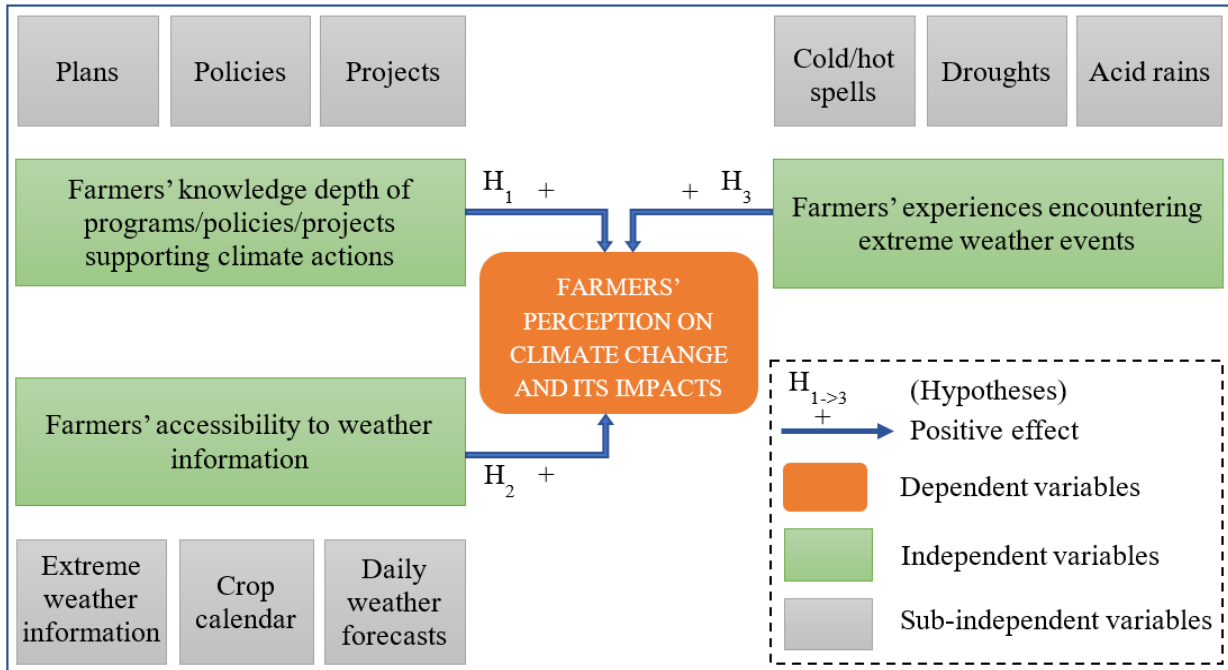 Plans
Policies
Projects
Cold/hot
spells
Droughts
Acid rains
Farmers’ knowledge depth of
programs/policies/projects
supporting climate actions
H1 +
+ H3
Farmers’ experiences encountering
extreme weather events
FARMERS’
PERCEPTION ON
CLIMATE CHANGE
AND ITS IMPACTS
Farmers’ accessibility to weather
information
H2 +
Extreme
weather
information
Crop
calendar
Daily
weather
forecasts
H1->3 (Hypotheses)
+
Positive effect
Dependent variables
Independent variables
Sub-independent variables